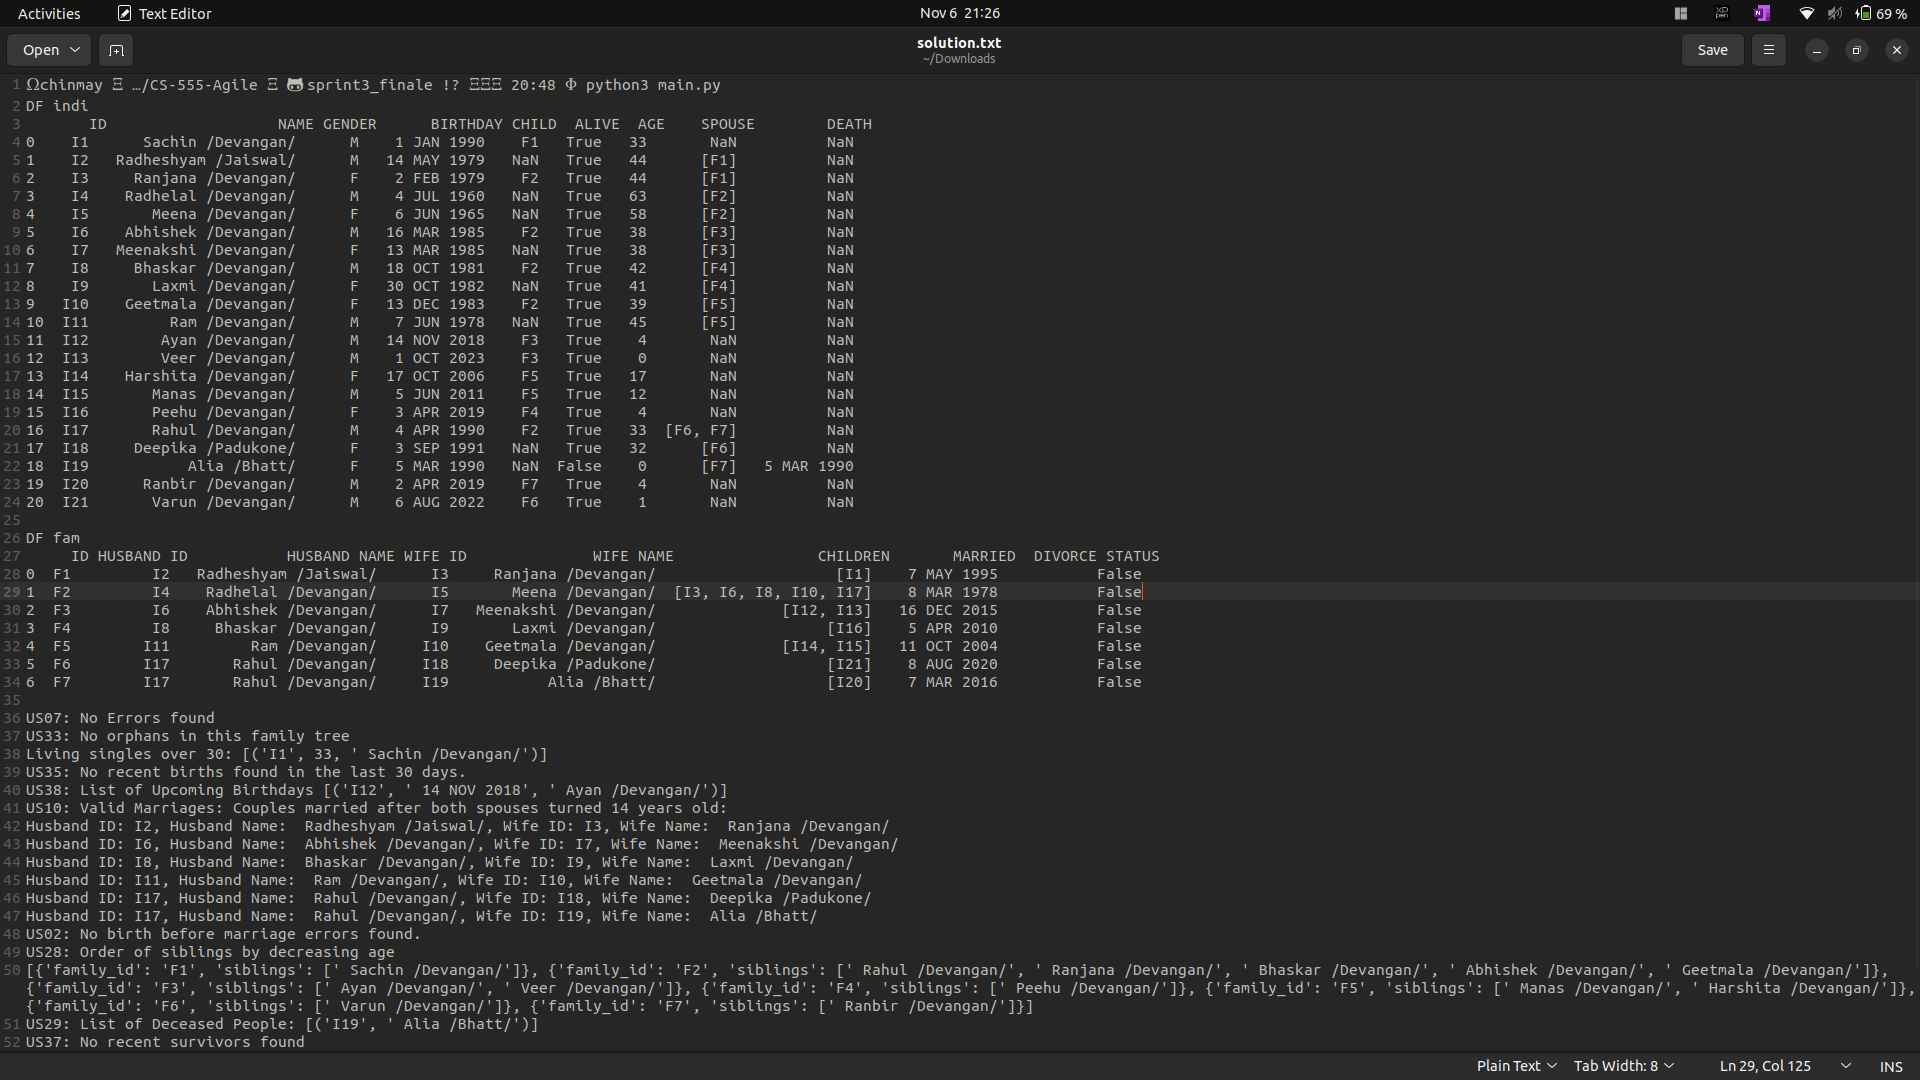 Activities Text Editor Nov 6 21:26 69 %
Open solution.txt Save
~/Downloads
1 Ωchinmay Ξ …/CS-555-Agile Ξ sprint3_finale !? ΞΞΞ 20:48 Φ python3 main.py
2 DF indi
3 ID NAME GENDER BIRTHDAY CHILD ALIVE AGE SPOUSE DEATH
4 0 I1 Sachin /Devangan/ M 1 JAN 1990 F1 True 33 NaN NaN
5 1 I2 Radheshyam /Jaiswal/ M 14 MAY 1979 NaN True 44 [F1] NaN
6 2 I3 Ranjana /Devangan/ F 2 FEB 1979 F2 True 44 [F1] NaN
7 3 I4 Radhelal /Devangan/ M 4 JUL 1960 NaN True 63 [F2] NaN
8 4 I5 Meena /Devangan/ F 6 JUN 1965 NaN True 58 [F2] NaN
9 5 I6 Abhishek /Devangan/ M 16 MAR 1985 F2 True 38 [F3] NaN
10 6 I7 Meenakshi /Devangan/ F 13 MAR 1985 NaN True 38 [F3] NaN
11 7 I8 Bhaskar /Devangan/ M 18 OCT 1981 F2 True 42 [F4] NaN
12 8 I9 Laxmi /Devangan/ F 30 OCT 1982 NaN True 41 [F4] NaN
13 9 I10 Geetmala /Devangan/ F 13 DEC 1983 F2 True 39 [F5] NaN
14 10 I11 Ram /Devangan/ M 7 JUN 1978 NaN True 45 [F5] NaN
15 11 I12 Ayan /Devangan/ M 14 NOV 2018 F3 True 4 NaN NaN
16 12 I13 Veer /Devangan/ M 1 OCT 2023 F3 True 0 NaN NaN
17 13 I14 Harshita /Devangan/ F 17 OCT 2006 F5 True 17 NaN NaN
18 14 I15 Manas /Devangan/ M 5 JUN 2011 F5 True 12 NaN NaN
19 15 I16 Peehu /Devangan/ F 3 APR 2019 F4 True 4 NaN NaN
20 16 I17 Rahul /Devangan/ M 4 APR 1990 F2 True 33 [F6, F7] NaN
21 17 I18 Deepika /Padukone/ F 3 SEP 1991 NaN True 32 [F6] NaN
22 18 I19 Alia /Bhatt/ F 5 MAR 1990 NaN False 0 [F7] 5 MAR 1990
23 19 I20 Ranbir /Devangan/ M 2 APR 2019 F7 True 4 NaN NaN
24 20 I21 Varun /Devangan/ M 6 AUG 2022 F6 True 1 NaN NaN
25
26 DF fam
27 ID HUSBAND ID HUSBAND NAME WIFE ID WIFE NAME CHILDREN MARRIED DIVORCE STATUS
28 0 F1 I2 Radheshyam /Jaiswal/ I3 Ranjana /Devangan/ [I1] 7 MAY 1995 False
29 1 F2 I4 Radhelal /Devangan/ I5 Meena /Devangan/ [I3, I6, I8, I10, I17] 8 MAR 1978 False
30 2 F3 I6 Abhishek /Devangan/ I7 Meenakshi /Devangan/ [I12, I13] 16 DEC 2015 False
31 3 F4 I8 Bhaskar /Devangan/ I9 Laxmi /Devangan/ [I16] 5 APR 2010 False
32 4 F5 I11 Ram /Devangan/ I10 Geetmala /Devangan/ [I14, I15] 11 OCT 2004 False
33 5 F6 I17 Rahul /Devangan/ I18 Deepika /Padukone/ [I21] 8 AUG 2020 False
34 6 F7 I17 Rahul /Devangan/ I19 Alia /Bhatt/ [I20] 7 MAR 2016 False
35
36 US07: No Errors found
37 US33: No orphans in this family tree
38 Living singles over 30: [('I1', 33, ' Sachin /Devangan/')]
39 US35: No recent births found in the last 30 days.
40 US38: List of Upcoming Birthdays [('I12', ' 14 NOV 2018', ' Ayan /Devangan/')]
41 US10: Valid Marriages: Couples married after both spouses turned 14 years old:
42 Husband ID: I2, Husband Name:  Radheshyam /Jaiswal/, Wife ID: I3, Wife Name:  Ranjana /Devangan/
43 Husband ID: I6, Husband Name:  Abhishek /Devangan/, Wife ID: I7, Wife Name:  Meenakshi /Devangan/
44 Husband ID: I8, Husband Name:  Bhaskar /Devangan/, Wife ID: I9, Wife Name:  Laxmi /Devangan/
45 Husband ID: I11, Husband Name:  Ram /Devangan/, Wife ID: I10, Wife Name:  Geetmala /Devangan/
46 Husband ID: I17, Husband Name:  Rahul /Devangan/, Wife ID: I18, Wife Name:  Deepika /Padukone/
47 Husband ID: I17, Husband Name:  Rahul /Devangan/, Wife ID: I19, Wife Name:  Alia /Bhatt/
48 US02: No birth before marriage errors found.
49 US28: Order of siblings by decreasing age
50 [{'family_id': 'F1', 'siblings': [' Sachin /Devangan/']}, {'family_id': 'F2', 'siblings': [' Rahul /Devangan/', ' Ranjana /Devangan/', ' Bhaskar /Devangan/', ' Abhishek /Devangan/', ' Geetmala /Devangan/']},
{'family_id': 'F3', 'siblings': [' Ayan /Devangan/', ' Veer /Devangan/']}, {'family_id': 'F4', 'siblings': [' Peehu /Devangan/']}, {'family_id': 'F5', 'siblings': [' Manas /Devangan/', ' Harshita /Devangan/']},
{'family_id': 'F6', 'siblings': [' Varun /Devangan/']}, {'family_id': 'F7', 'siblings': [' Ranbir /Devangan/']}]
51 US29: List of Deceased People: [('I19', ' Alia /Bhatt/')]
52 US37: No recent survivors found
Plain Text Tab Width: 8 Ln 29, Col 125 INS